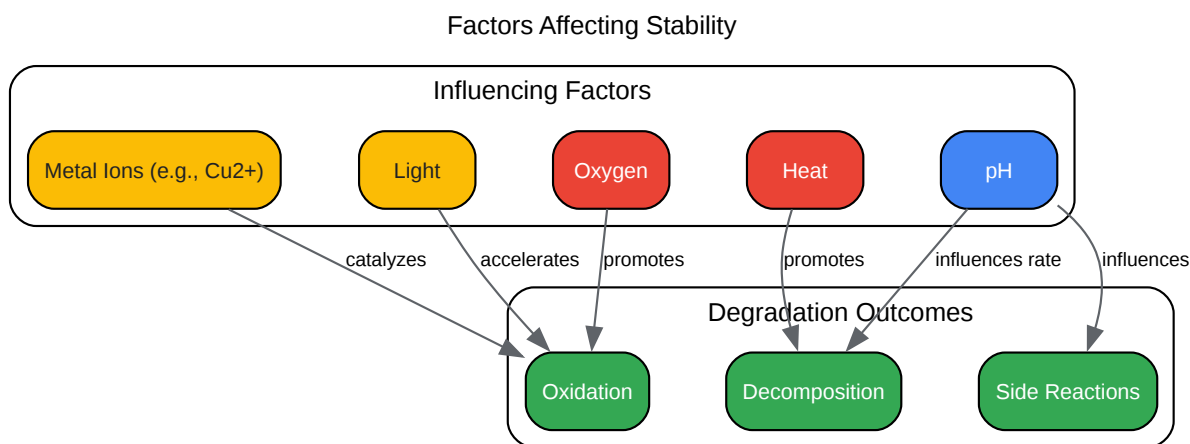 Factors Affecting Stability
Influencing Factors
Metal Ions (e.g., Cu2+)
Light
Oxygen
Heat
pH
catalyzes
accelerates
promotes
promotes
influences rate
influences
Degradation Outcomes
Oxidation
Decomposition
Side Reactions